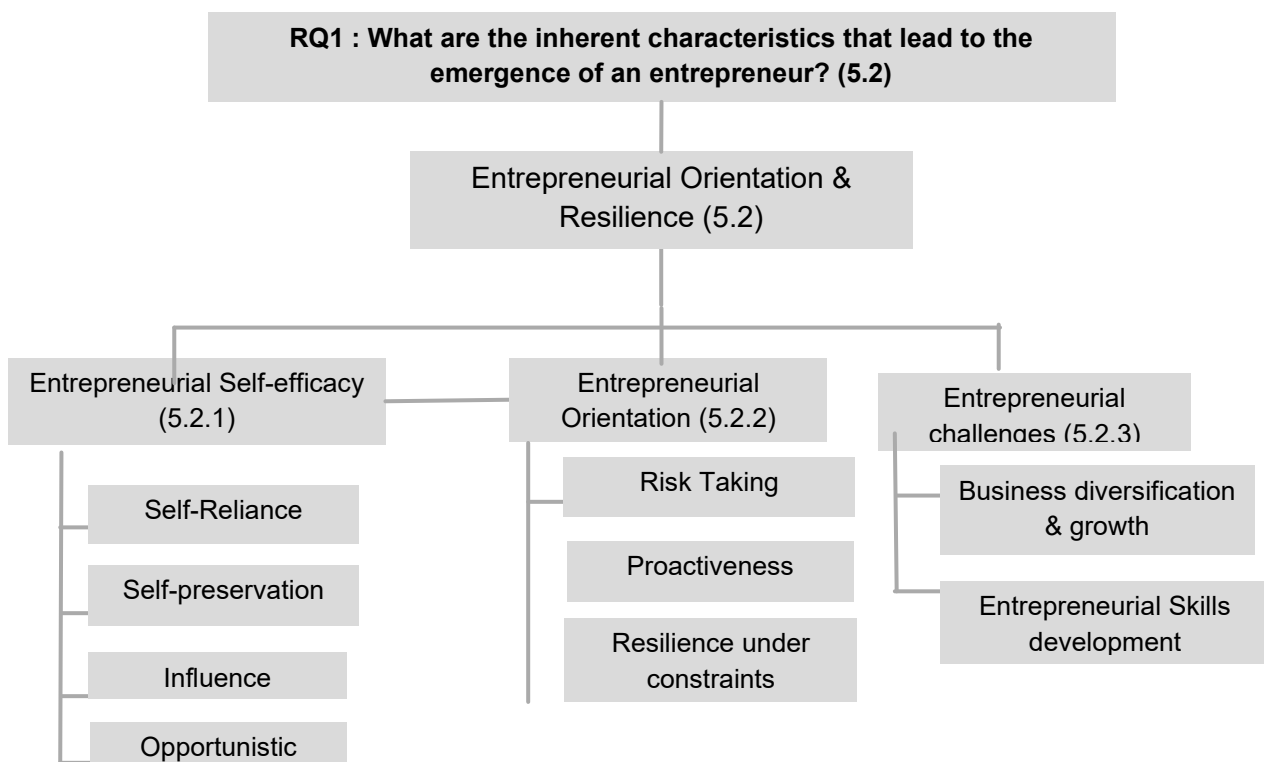 RQ1 : What are the inherent characteristics that lead to the
emergence of an entrepreneur? (5.2)
Entrepreneurial Orientation &
Resilience (5.2)
Entrepreneurial Self-efficacy
(5.2.1)
Self-Reliance
Self-preservation
Influence
Opportunistic
Entrepreneurial
Orientation (5.2.2)
Risk Taking
Proactiveness
Resilience under
constraints
Entrepreneurial
challenges (5.2.3)
Business diversification
& growth
Entrepreneurial Skills
development